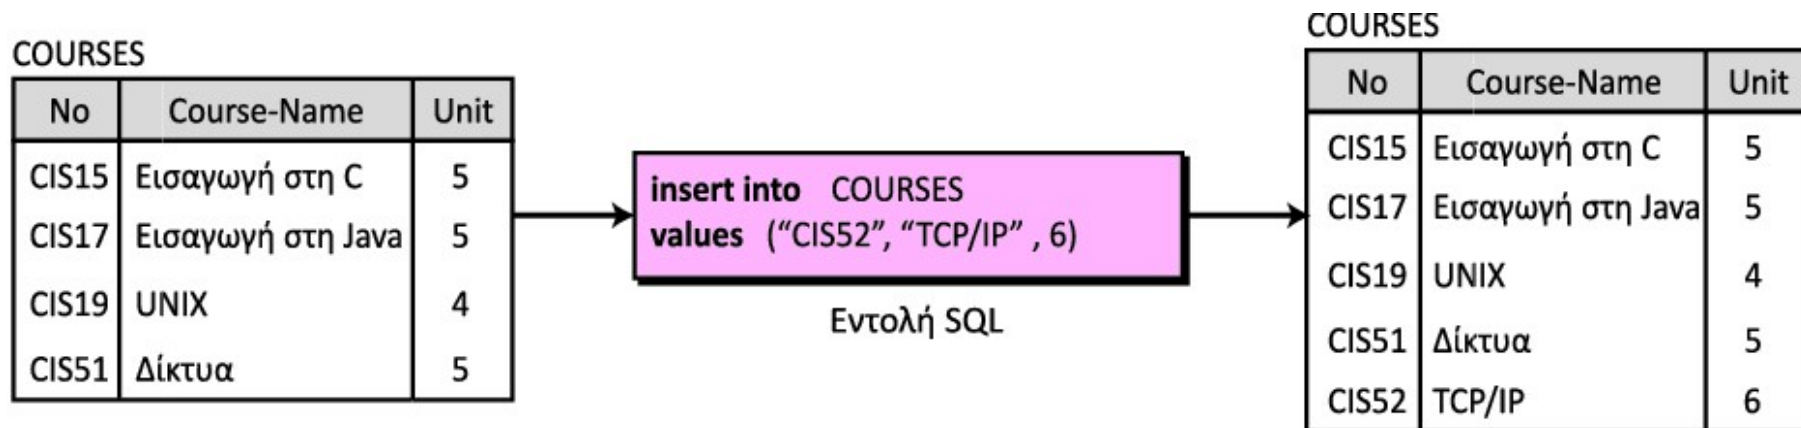 COURSES
No Course-Name Unit
CIS15 Εισαγωγή στη C 5
CIS17 Εισαγωγή στη Java 5
CIS19 UNIX 4
CIS51 Δίκτυα 5
insert into COURSES
values (“CIS52”, “TCP/IP” , 6)
Εντολή SQL
COURSES
No Course-Name Unit
CIS15 Εισαγωγή στη C 5
CIS17 Εισαγωγή στη Java 5
CIS19 UNIX 4
CIS51 Δίκτυα 5
CIS52 TCP/IP 6